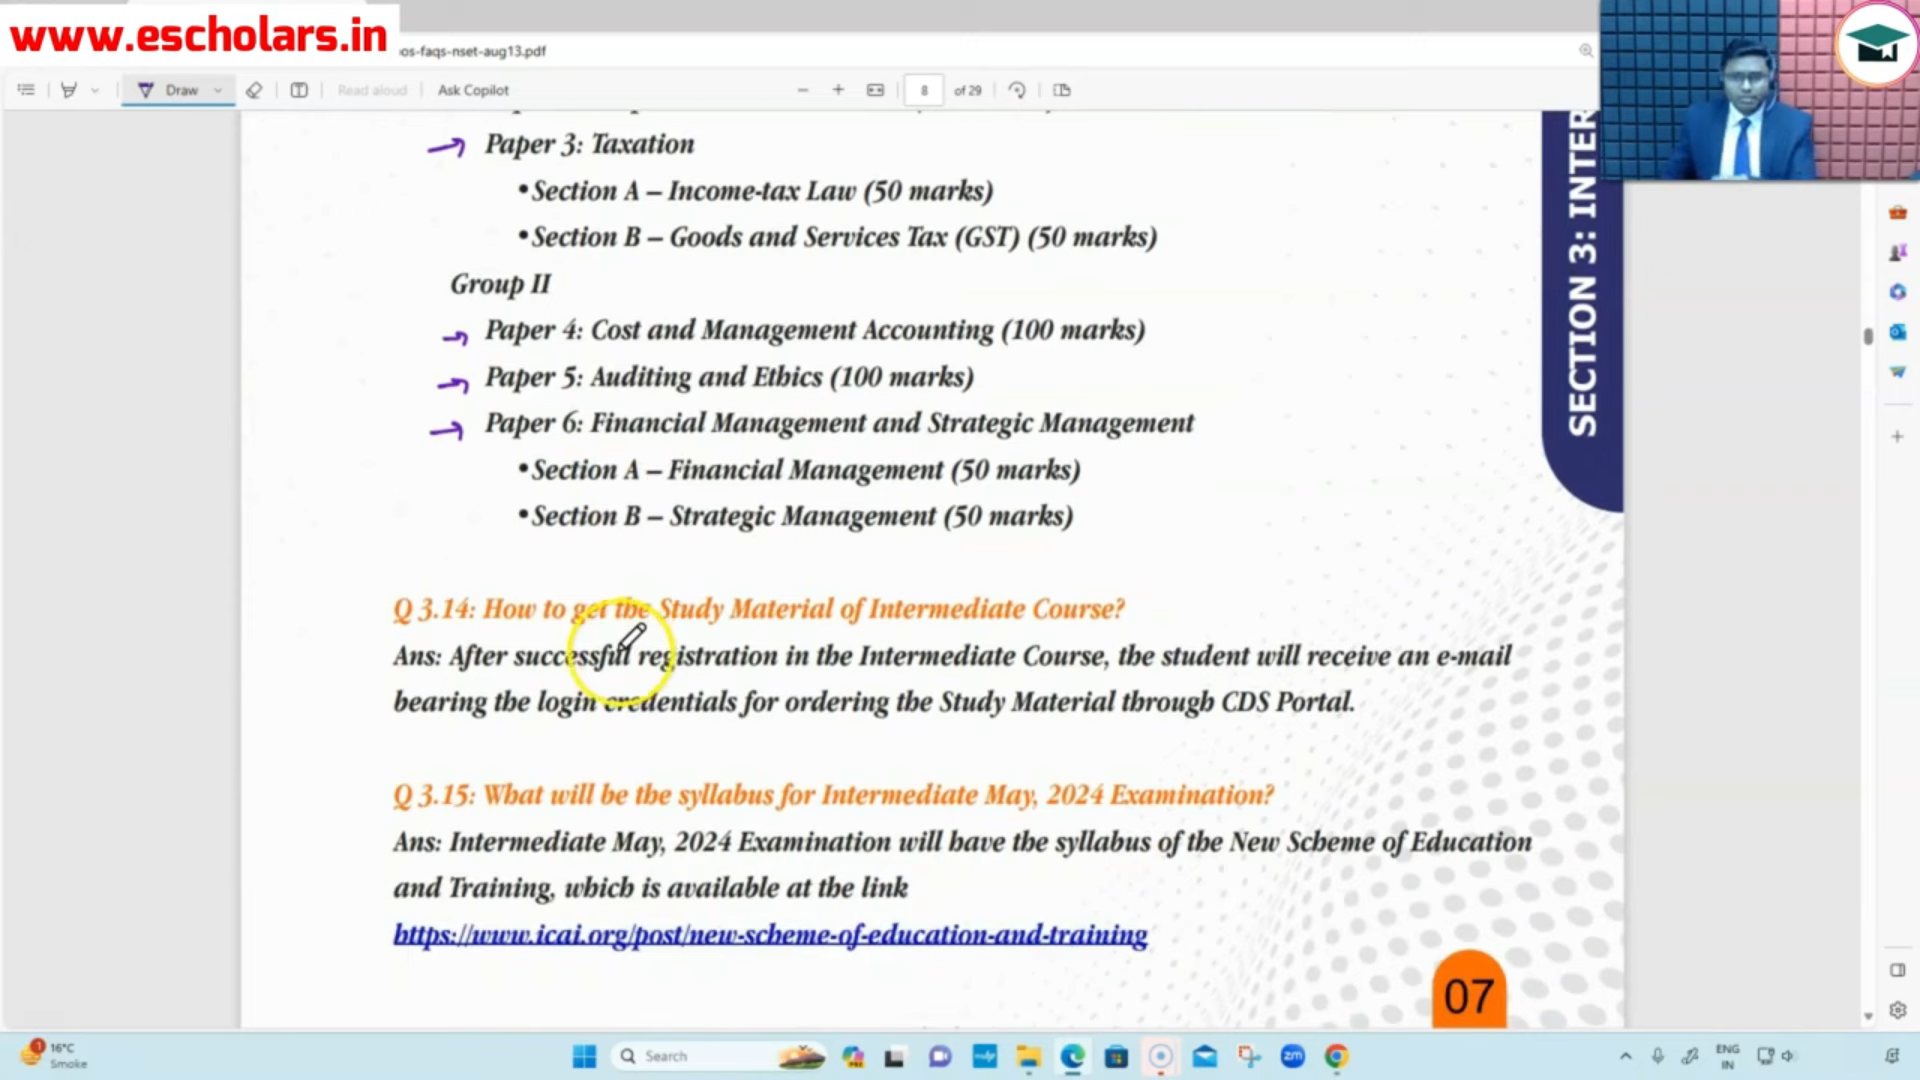 www.escholars.in
os-faqs-nset-aug13.pdf
Draw
Read aloud
Ask Copilot
8
of 29
Paper 3: Taxation
•Section A – Income-tax Law (50 marks)
•Section B – Goods and Services Tax (GST) (50 marks)
Group II
Paper 4: Cost and Management Accounting (100 marks)
Paper 5: Auditing and Ethics (100 marks)
Paper 6: Financial Management and Strategic Management
•Section A – Financial Management (50 marks)
•Section B – Strategic Management (50 marks)
Q 3.14: How to get the Study Material of Intermediate Course?
Ans: After successful registration in the Intermediate Course, the student will receive an e-mail
bearing the login credentials for ordering the Study Material through CDS Portal.
Q 3.15: What will be the syllabus for Intermediate May, 2024 Examination?
Ans: Intermediate May, 2024 Examination will have the syllabus of the New Scheme of Education
and Training, which is available at the link
https://www.icai.org/post/new-scheme-of-education-and-training
SECTION 3: INTER
07
1
16°C
Smoke
Search
zm
ENG
IN